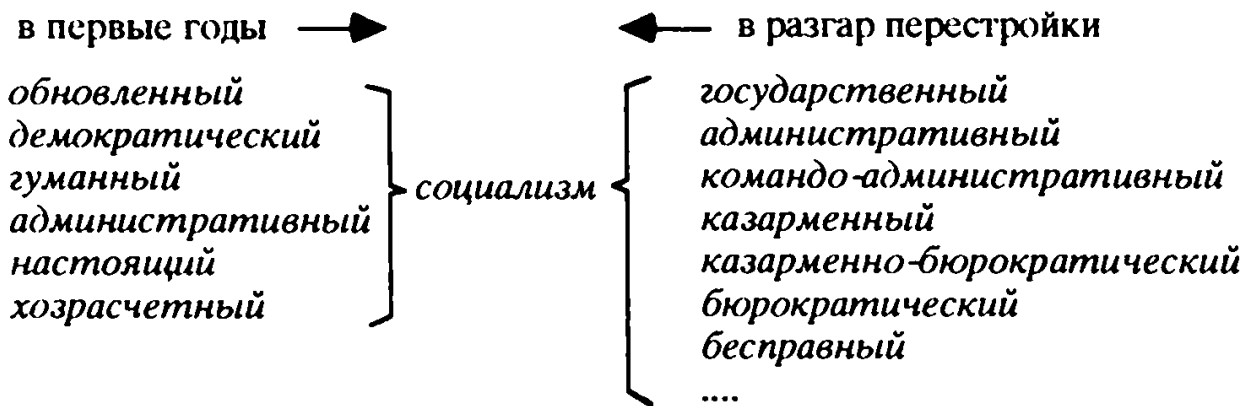 в первые годы
в разгар перестройки
обновленный
демократический
гуманный
административный
настоящий
хозрасчетный
социализм
государственный
административный
командо-административный
казарменный
казарменно-бюрократический
бюрократический
бесправный
....